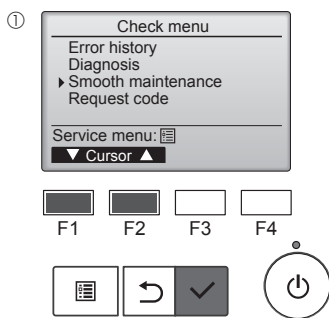 ①
Check menu
Error history
Diagnosis
Smooth maintenance
Request code
Service menu:
▼ Cursor ▲
F1 F2 F3 F4